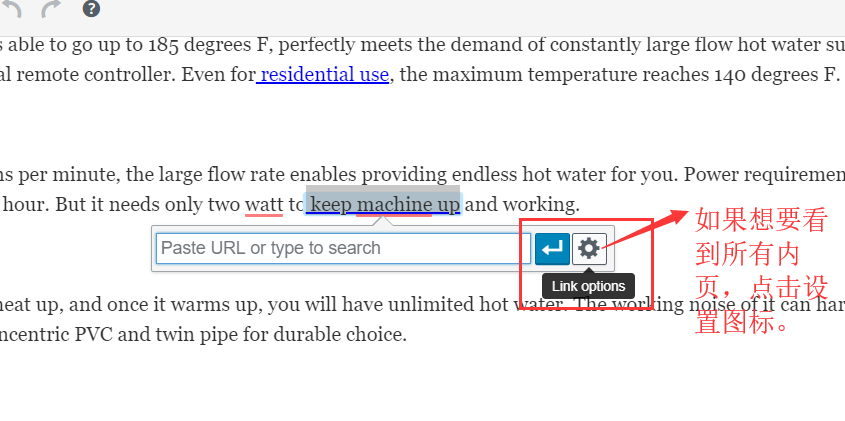 ?
s able to go up to 185 degrees F, perfectly meets the demand of constantly large flow hot water su
al remote controller. Even for residential use, the maximum temperature reaches 140 degrees F.
ns per minute, the large flow rate enables providing endless hot water for you. Power requiremen
hour. But it needs only two watt to keep machine up and working.
Paste URL or type to search
Link options
如果想要看
到所有内
页，点击设
置图标。
neat up, and once it warms up, you will have unlimited hot water. The working noise of it can har
ncentric PVC and twin pipe for durable choice.